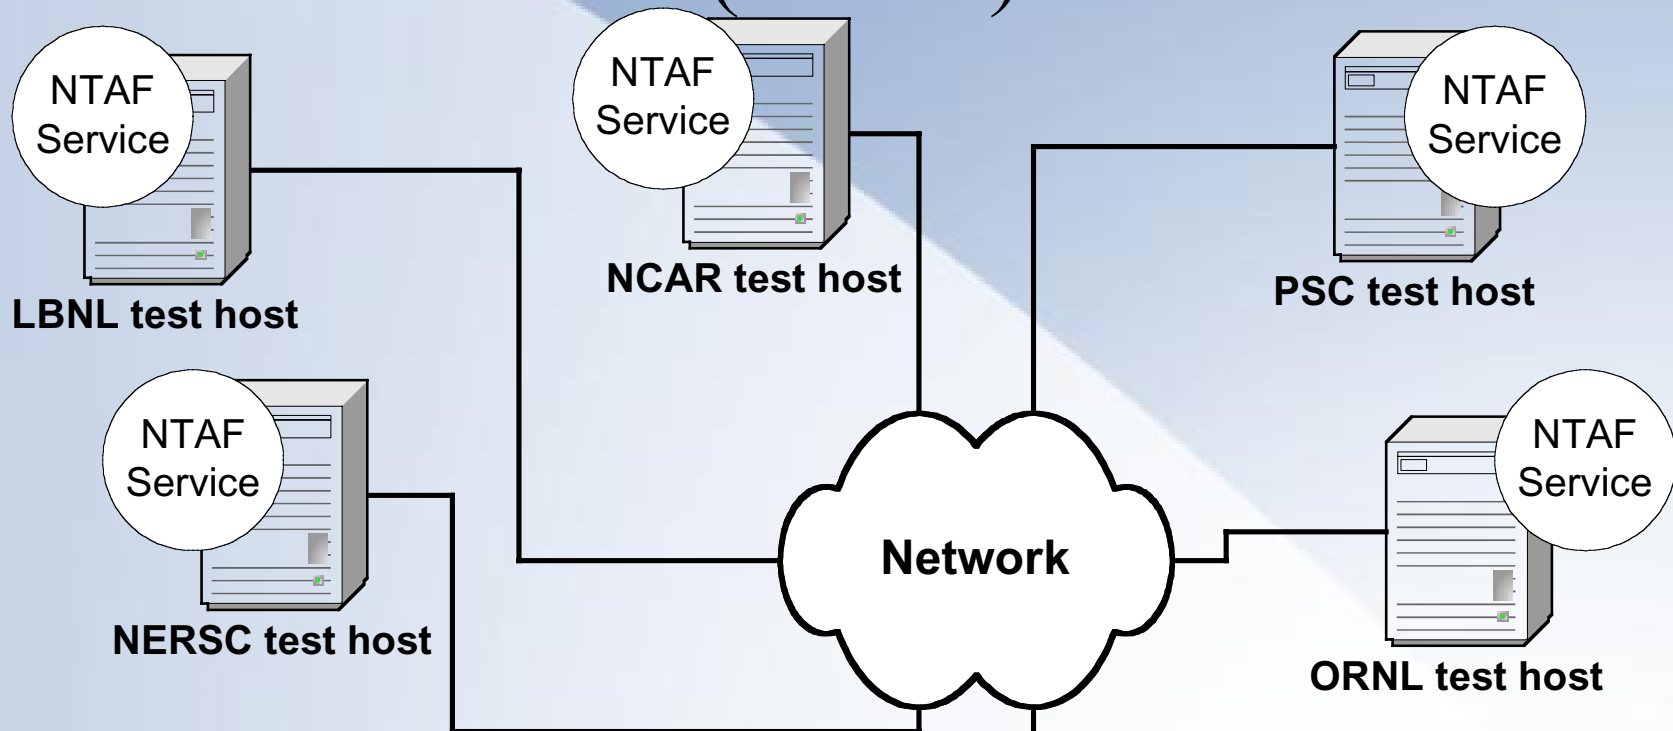 NTAF
Service
LBNL test host
NTAF
Service
NCAR test host
NTAF
Service
PSC test host
NTAF
Service
NERSC test host
Network
NTAF
Service
ORNL test host